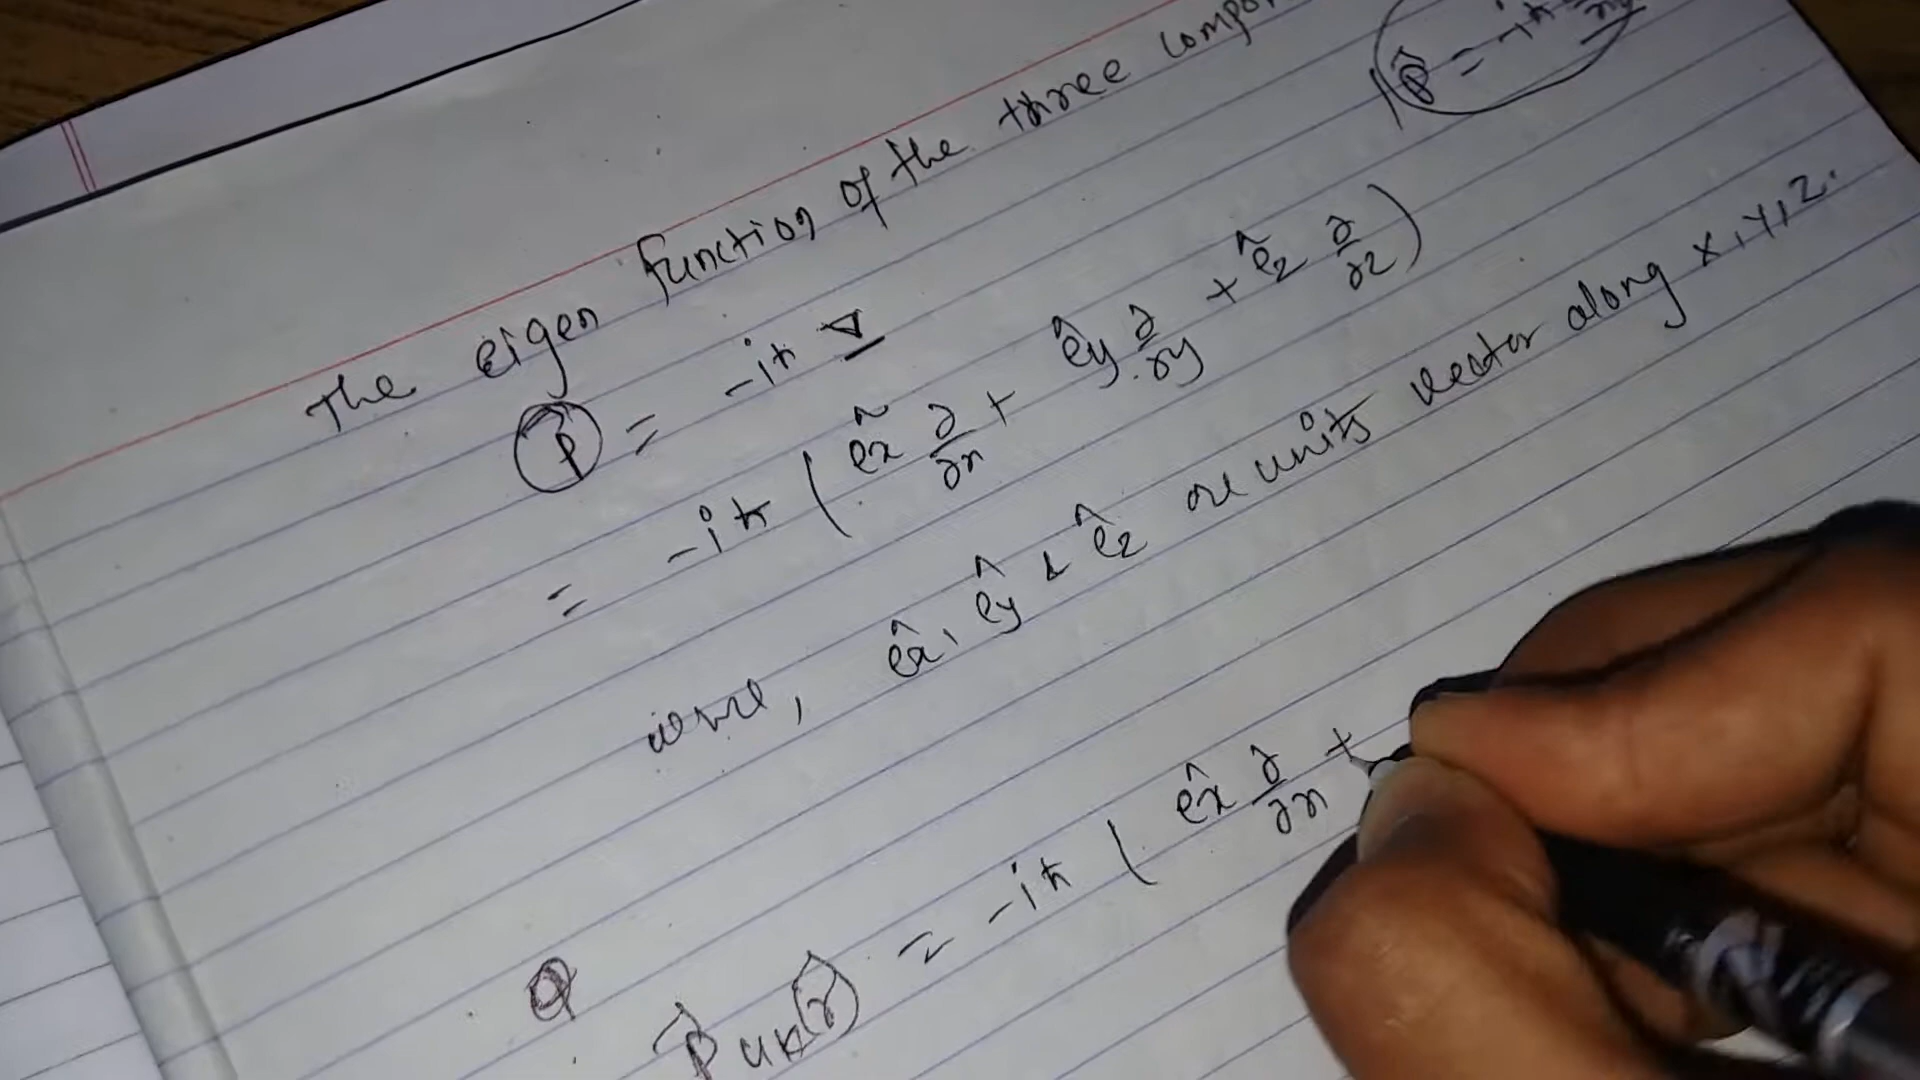 The eigen function of the three
P̂ = -iħ
P⃗ = -iħ ∇
= -iħ ( êx ∂/∂x + êy ∂/∂y + êz ∂/∂z )
where, êx, êy & êz are units vector along x, y, z.
P̂ uk(r̂) = -iħ ( êx ∂/∂x +